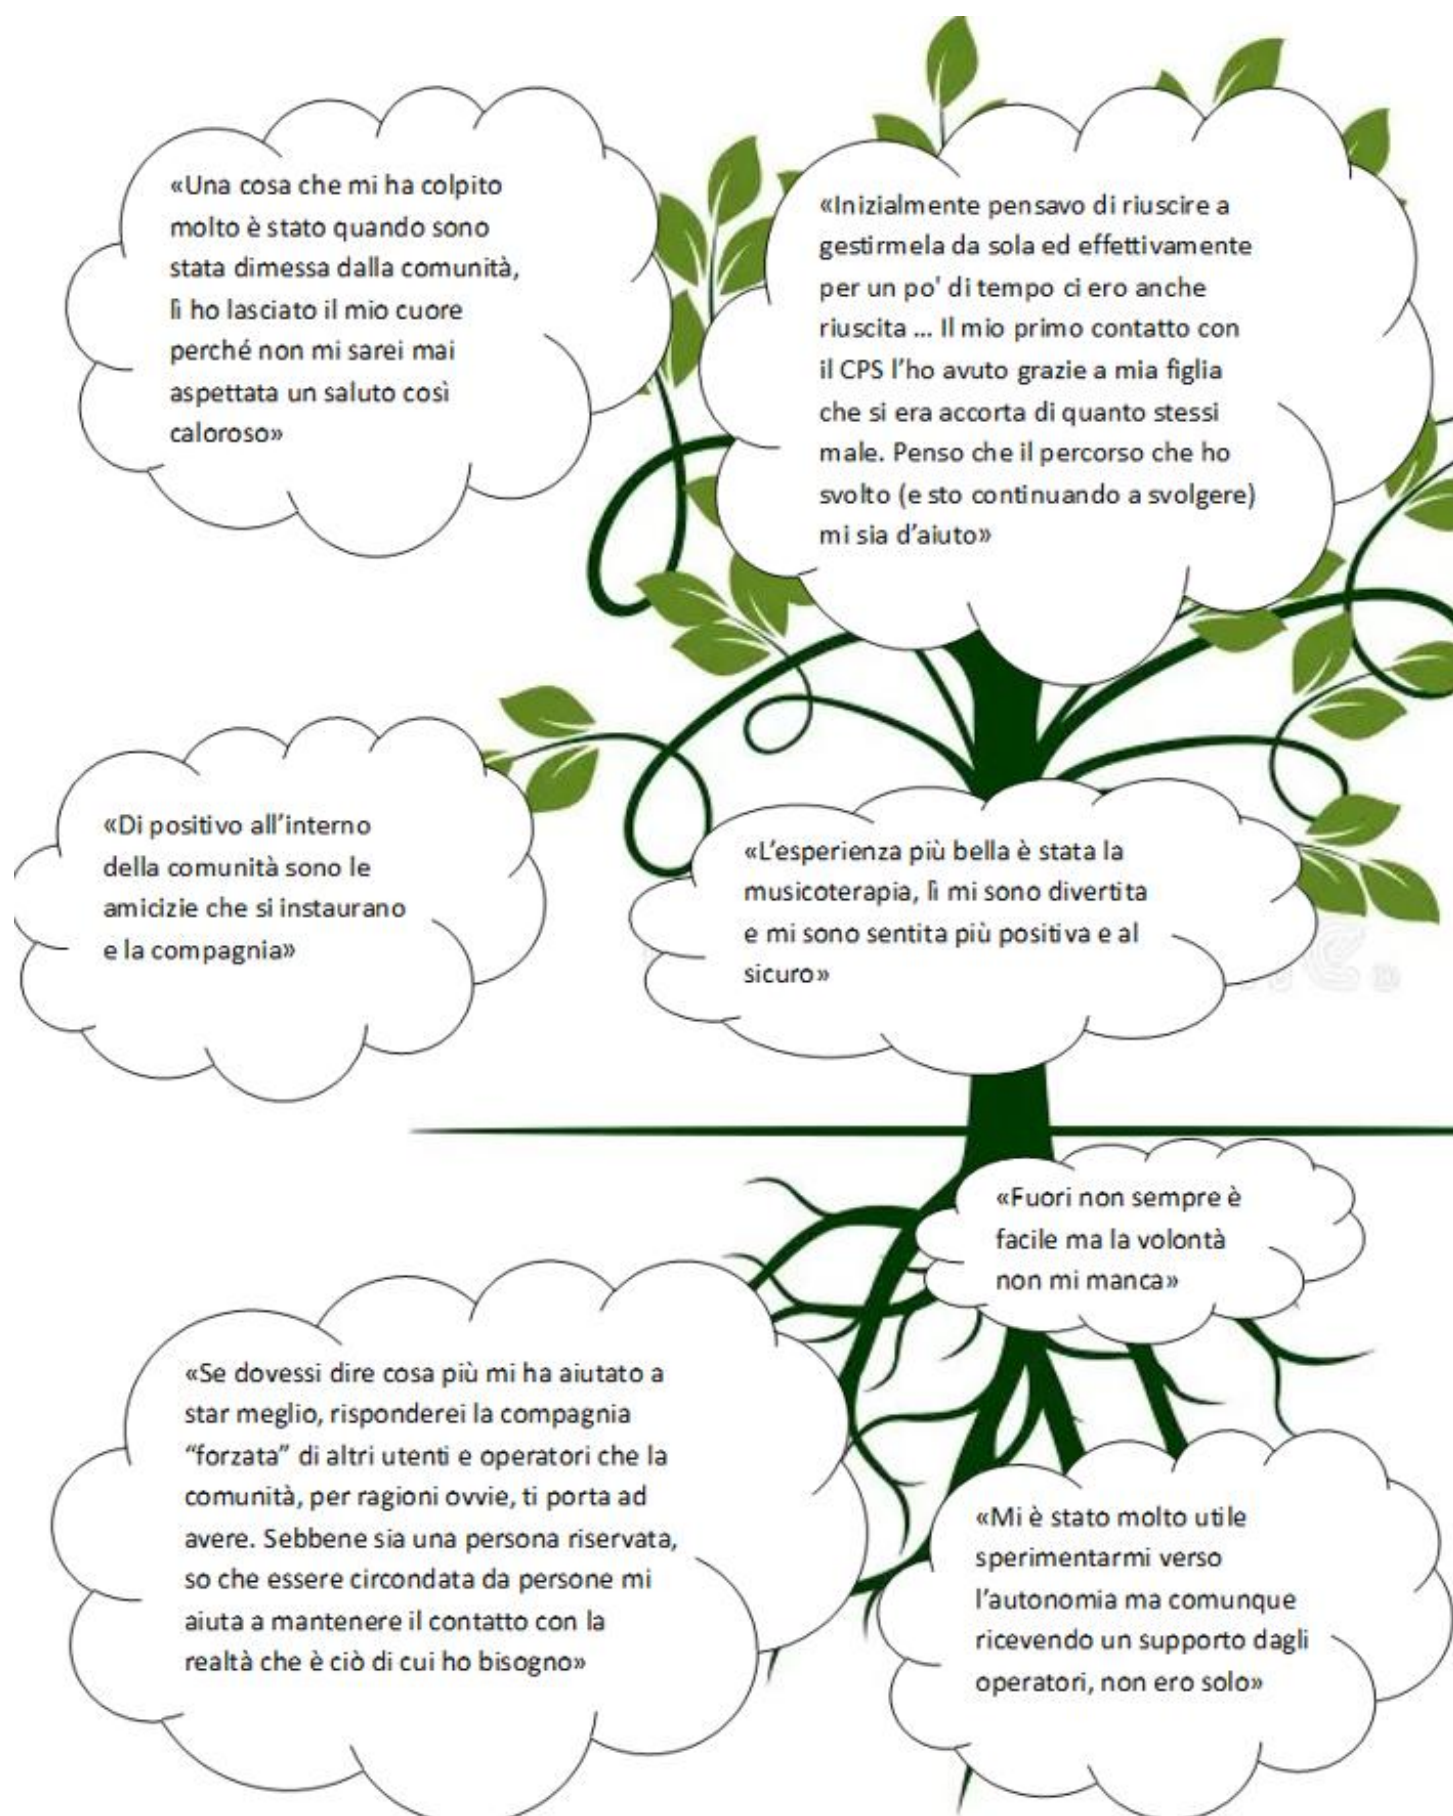 «Una cosa che mi ha colpito
molto è stato quando sono
stata dimessa dalla comunità,
lì ho lasciato il mio cuore
perché non mi sarei mai
aspettata un saluto così
caloroso»
«Inizialmente pensavo di riuscire a
gestirmela da sola ed effettivamente
per un po' di tempo ci ero anche
riuscita ... Il mio primo contatto con
il CPS l’ho avuto grazie a mia figlia
che si era accorta di quanto stessi
male. Penso che il percorso che ho
svolto (e sto continuando a svolgere)
mi sia d’aiuto»
«Di positivo all’interno
della comunità sono le
amicizie che si instaurano
e la compagnia»
«L’esperienza più bella è stata la
musicoterapia, lì mi sono divertita
e mi sono sentita più positiva e al
sicuro»
«Fuori non sempre è
facile ma la volontà
non mi manca»
«Se dovessi dire cosa più mi ha aiutato a
star meglio, risponderei la compagnia
“forzata” di altri utenti e operatori che la
comunità, per ragioni ovvie, ti porta ad
avere. Sebbene sia una persona riservata,
so che essere circondata da persone mi
aiuta a mantenere il contatto con la
realtà che è ciò di cui ho bisogno»
«Mi è stato molto utile
sperimentarmi verso
l’autonomia ma comunque
ricevendo un supporto dagli
operatori, non ero solo»